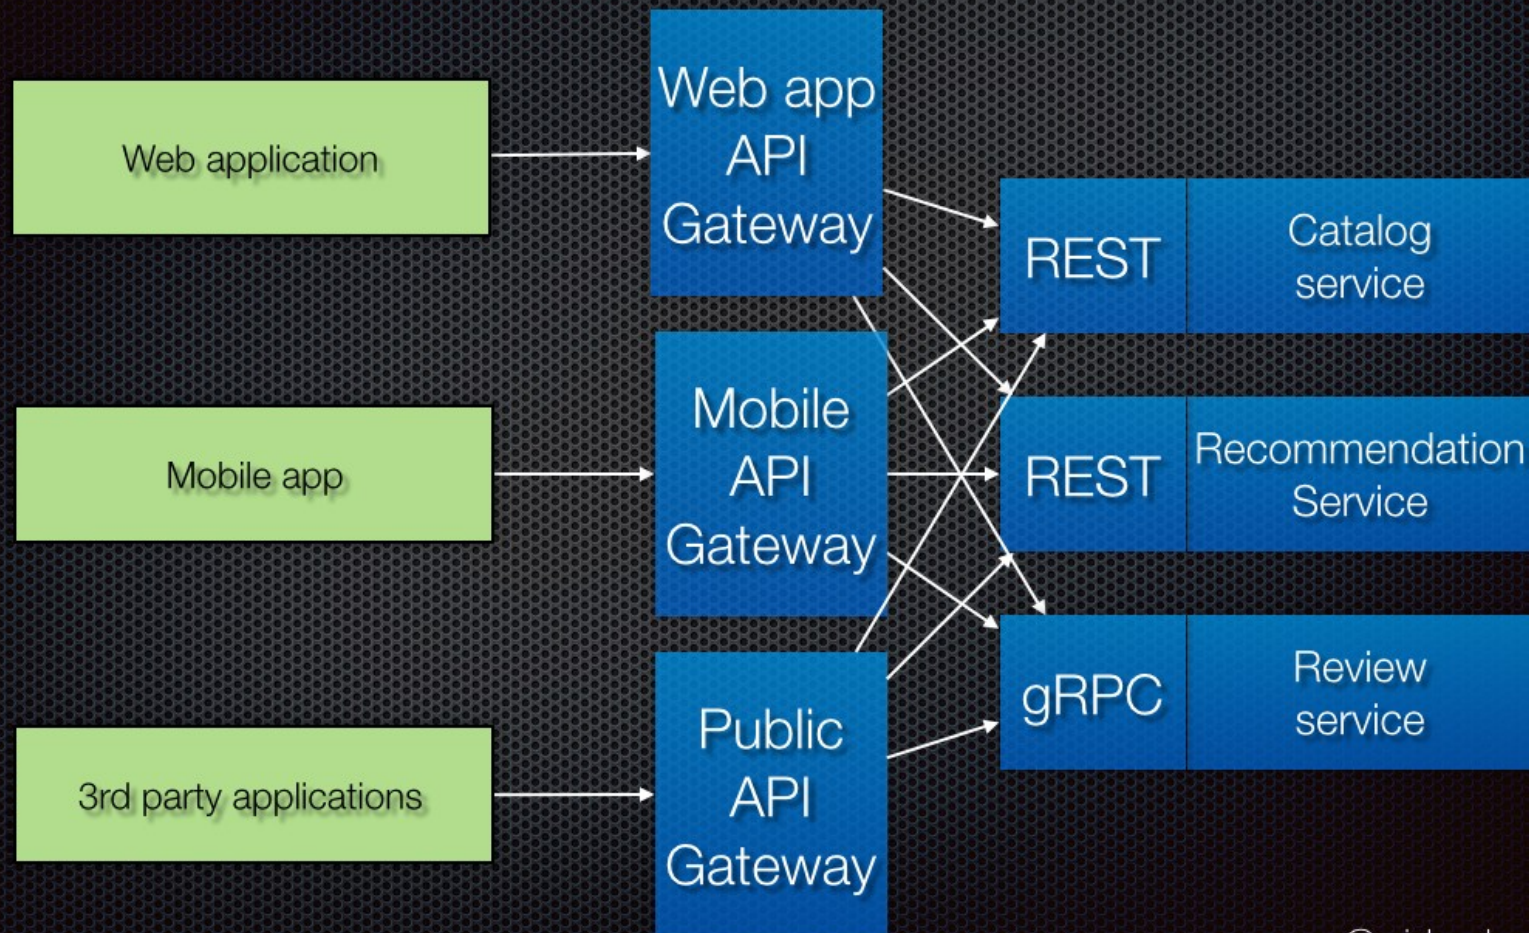 Web application
Web app
API
Gateway
REST
Catalog
service
Mobile app
Mobile
API
Gateway
REST
Recommendation
Service
3rd party applications
Public
API
Gateway
gRPC
Review
service